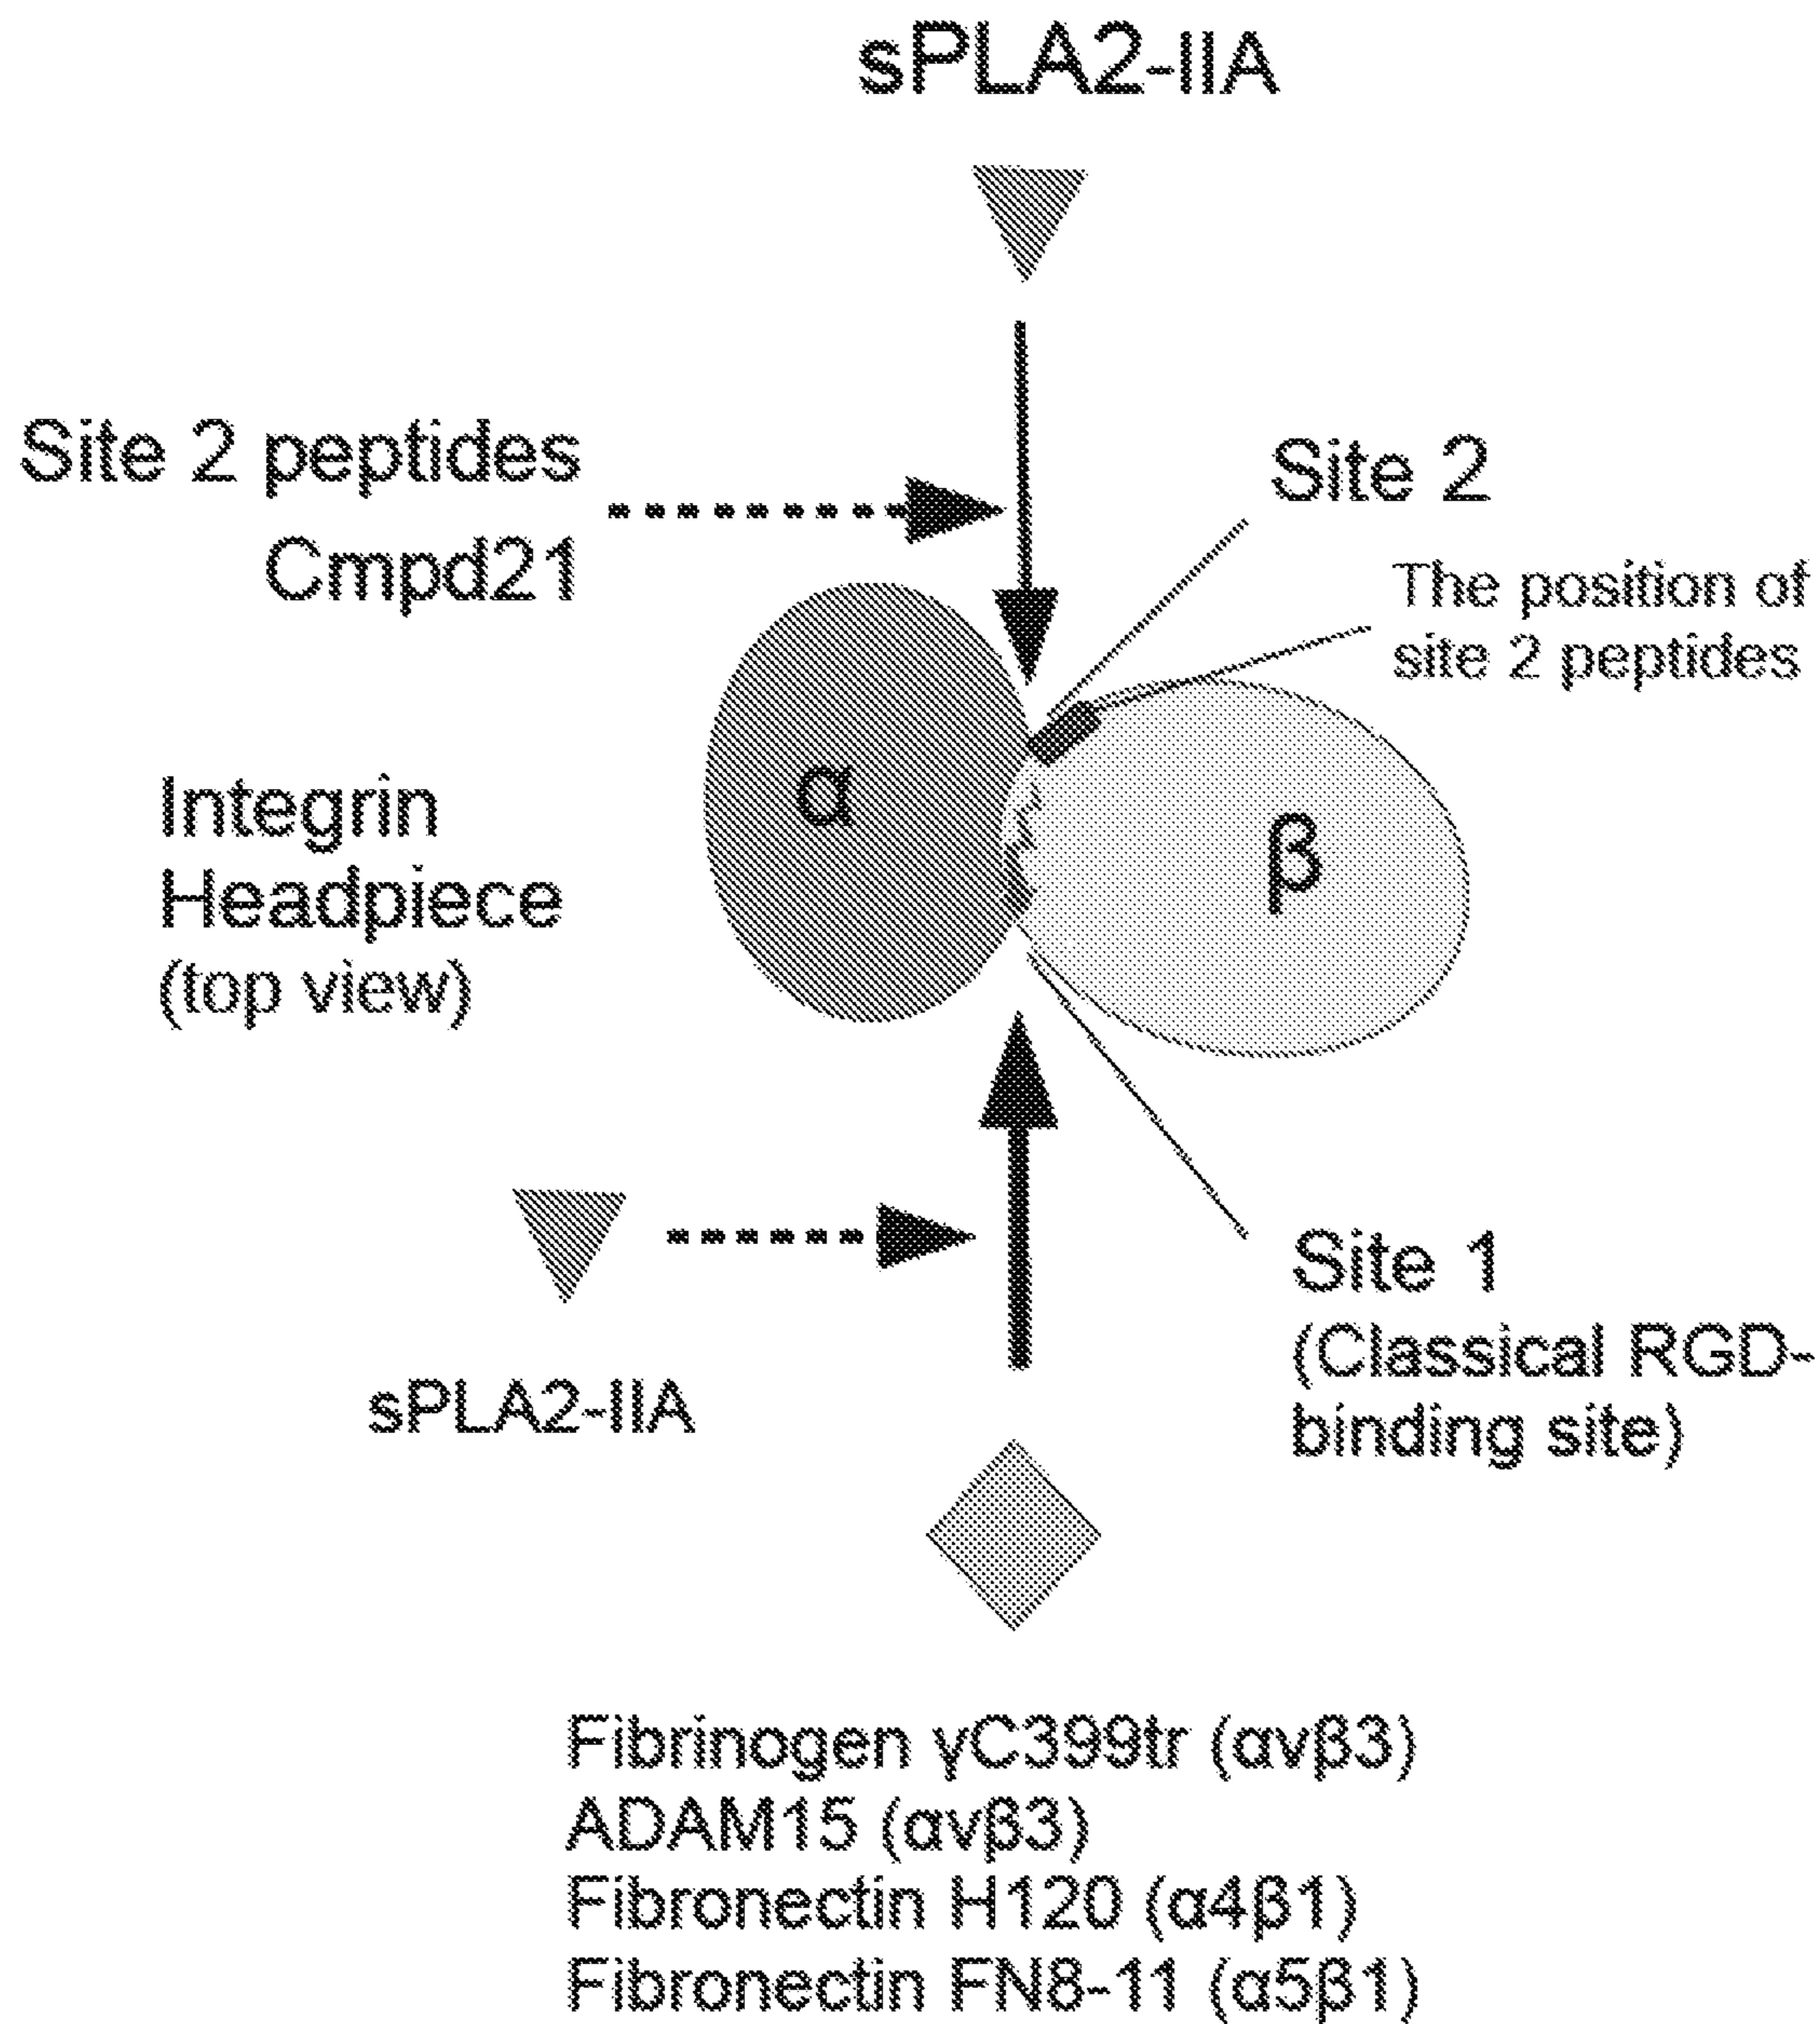 sPLA2-IIA
Site 2 peptides
Cmpd21
Site 2
The position of
site 2 peptides
α
β
Integrin
Headpiece
(top view)
sPLA2-IIA
Site 1
(Classical RGD-
binding site)
Fibrinogen γC399tr (αvβ3)
ADAM15 (αvβ3)
Fibronectin H120 (α4β1)
Fibronectin FN8-11 (α5β1)